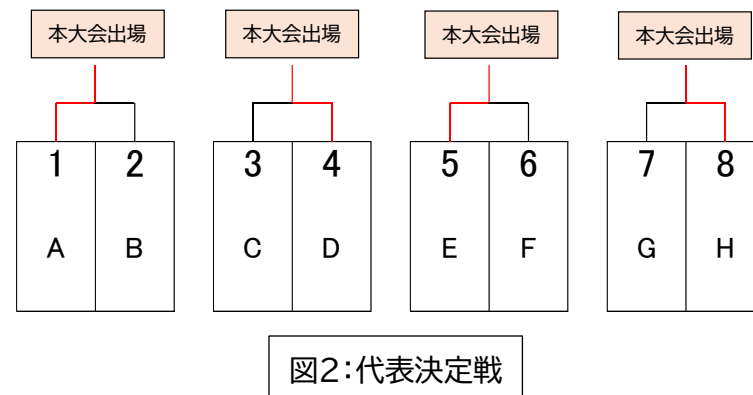 本大会出場 本大会出場 本大会出場 本大会出場
1 2 3 4 5 6 7 8
A B C D E F G H
図2:代表決定戦